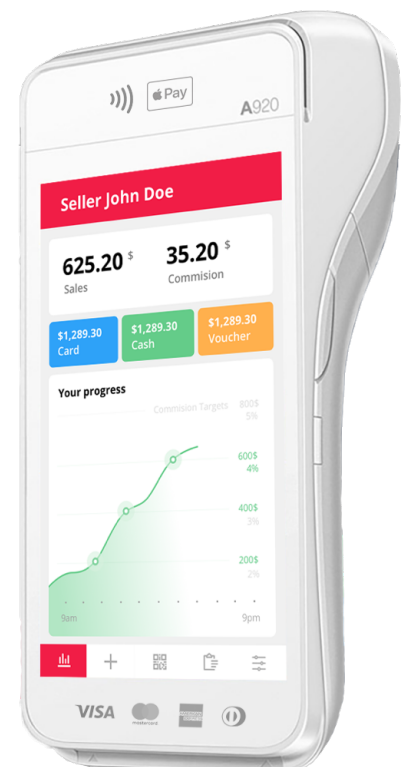 Pay
A920
Seller John Doe
625.20 $
Sales
35.20 $
Commision
$1,289.30
Card
$1,289.30
Cash
$1,289.30
Voucher
Your progress
Commision Targets 800$
5%
600$
4%
400$
3%
200$
2%
9am
9pm
VISA
mastercard